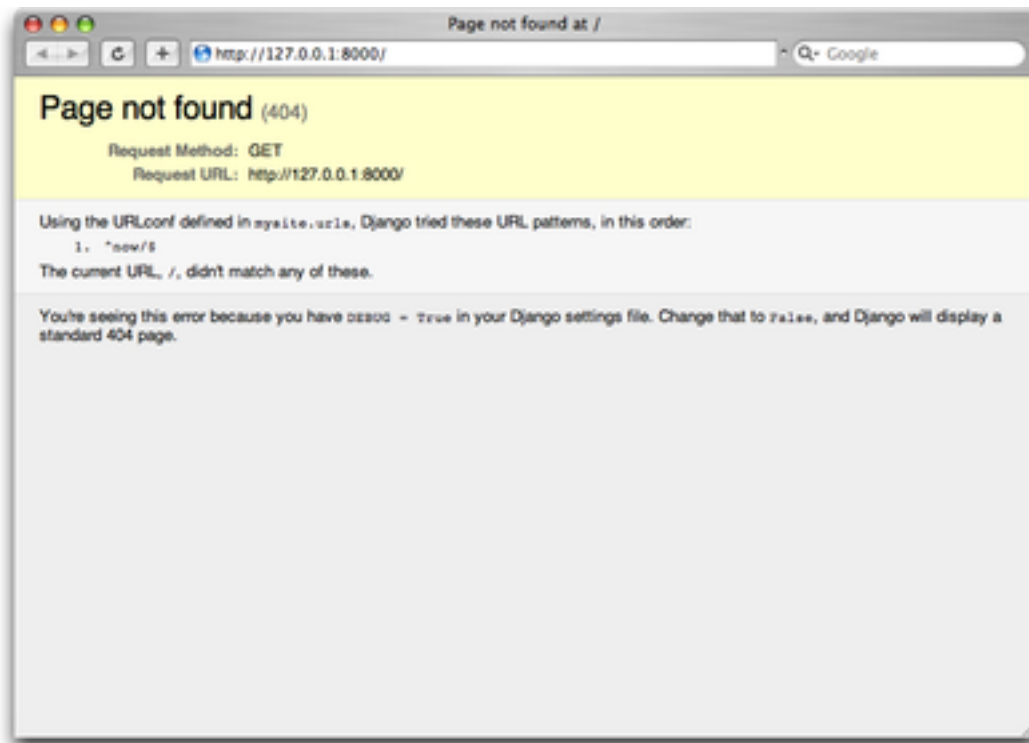 Page not found at /
http://127.0.0.1:8000/
Google
Page not found (404)
Request Method: GET
Request URL: http://127.0.0.1:8000/
Using the URLconf defined in mysite.urls, Django tried these URL patterns, in this order:
1. ^now/$
The current URL, /, didn't match any of these.
You're seeing this error because you have DEBUG = True in your Django settings file. Change that to False, and Django will display a
standard 404 page.